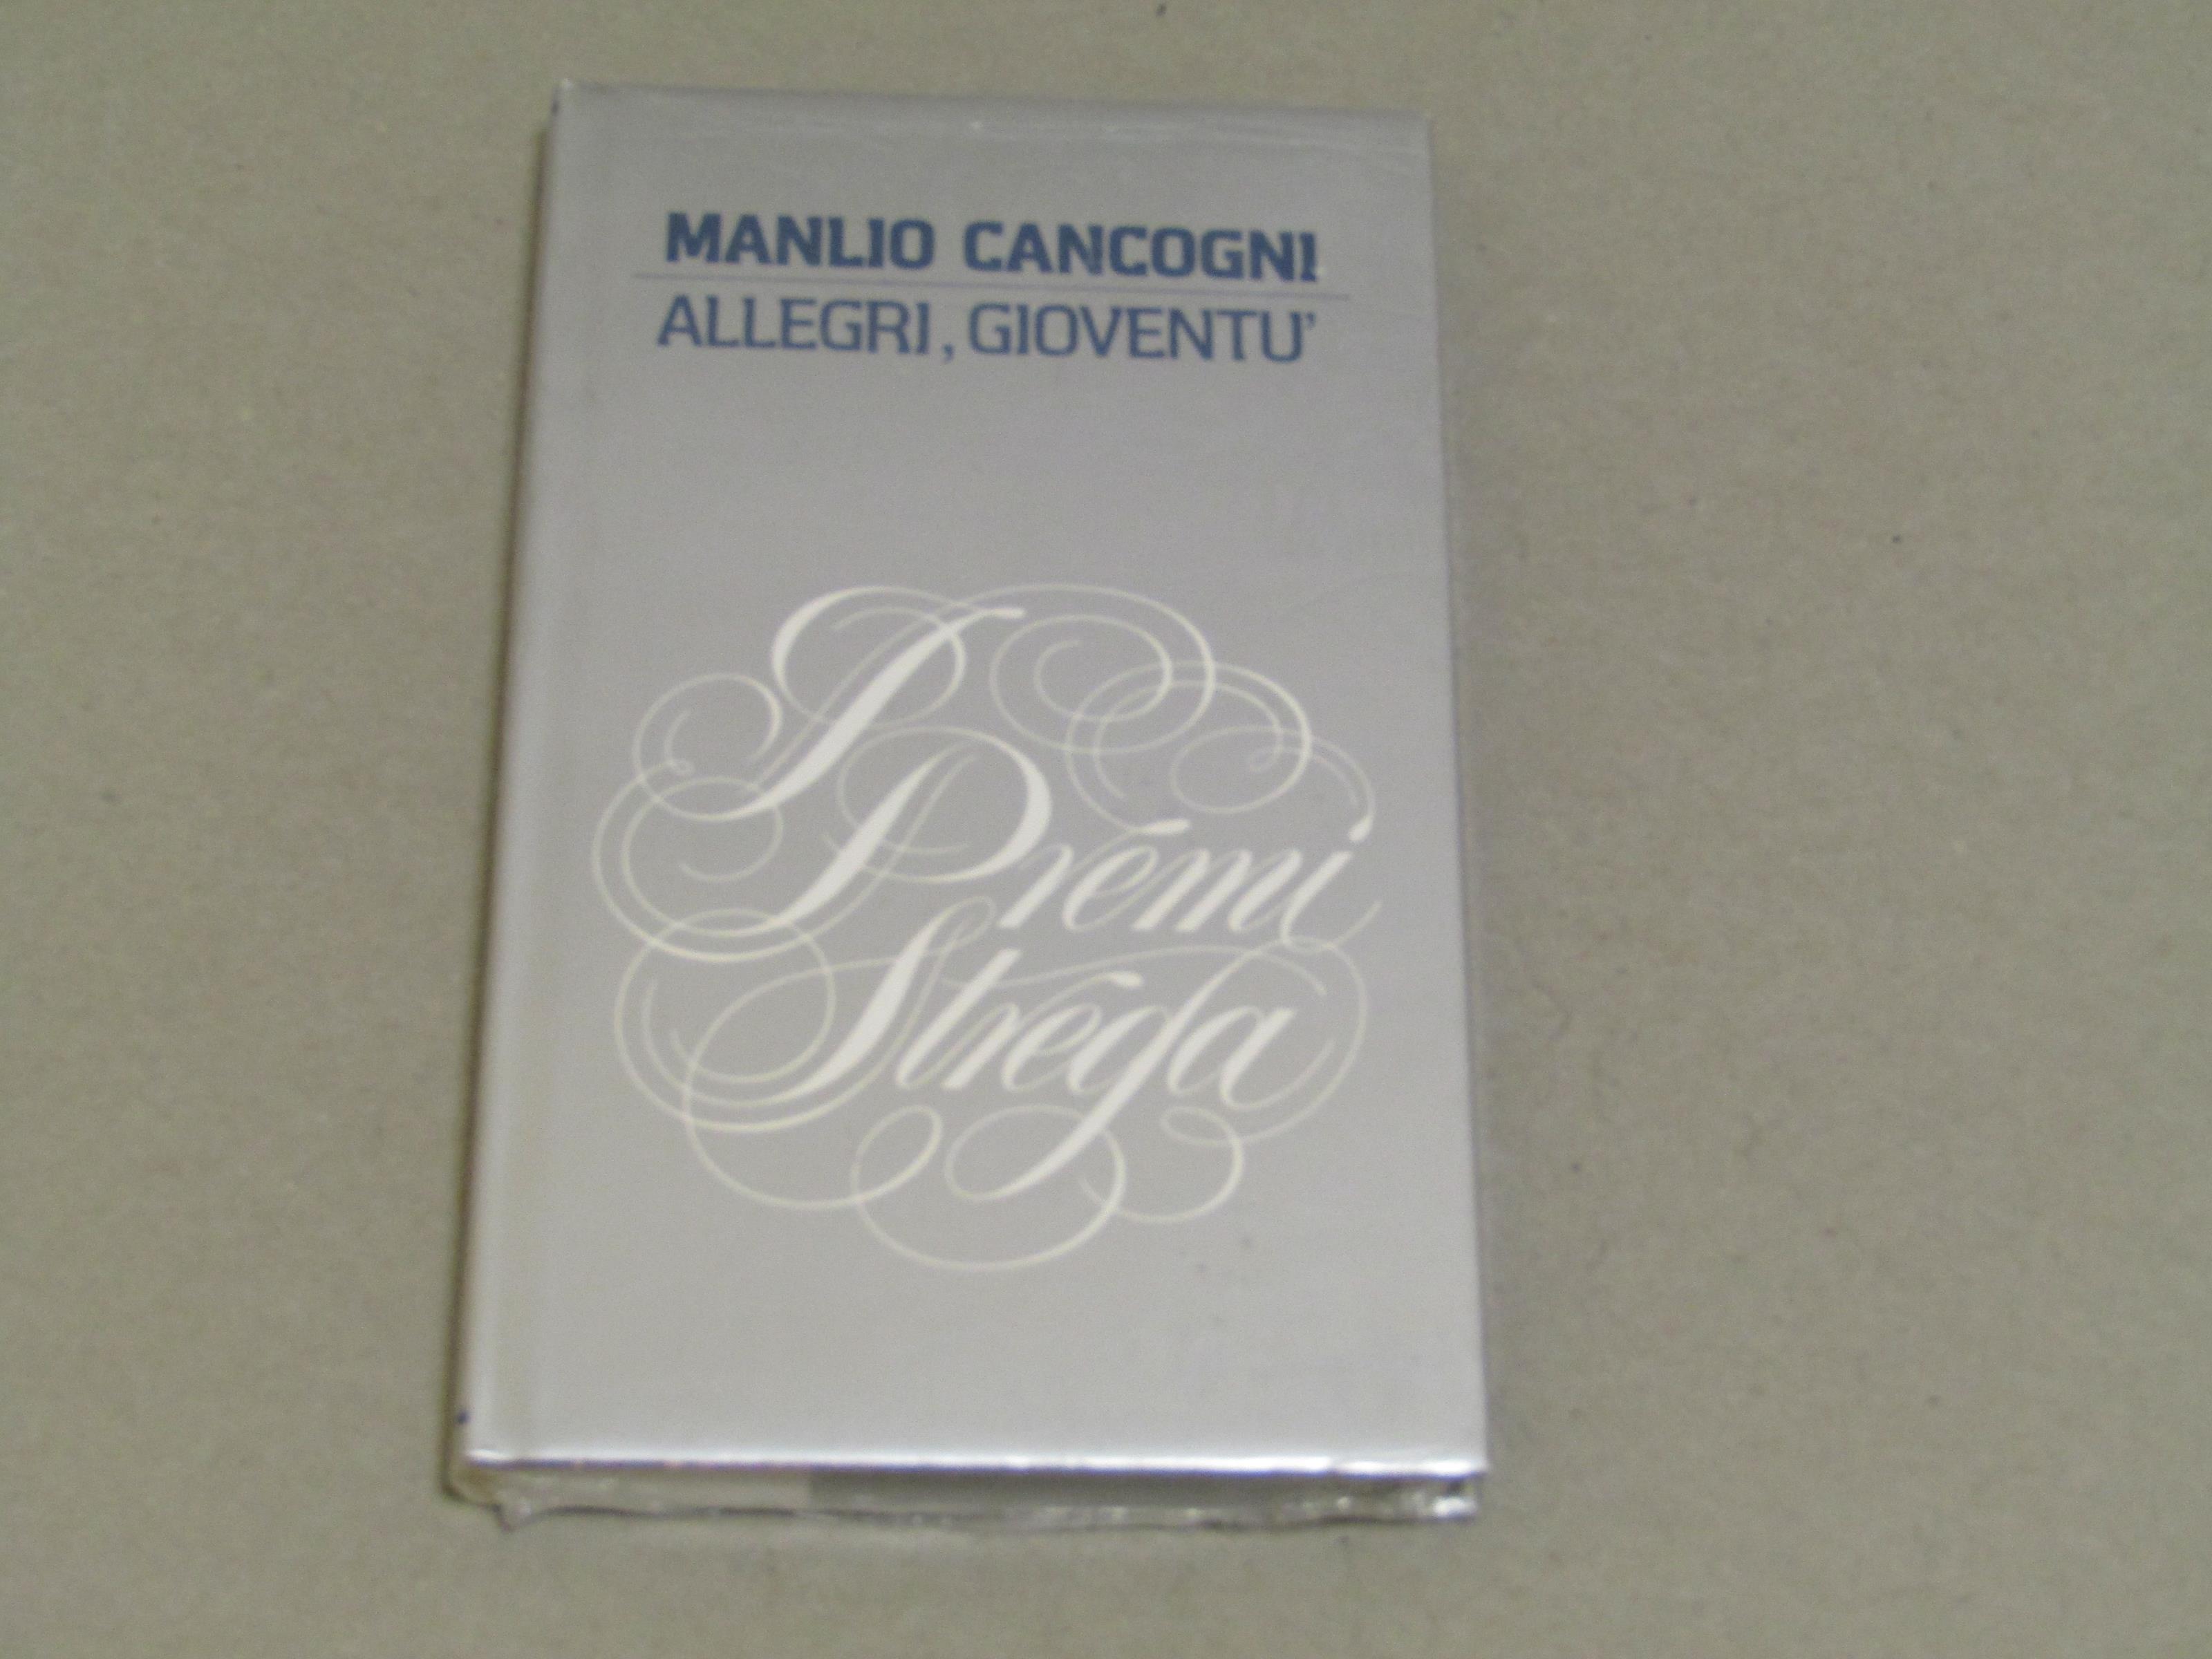 MANLIO CANCOGNI
ALLEGRI, GIOVENTU'
I
Premi
Strega